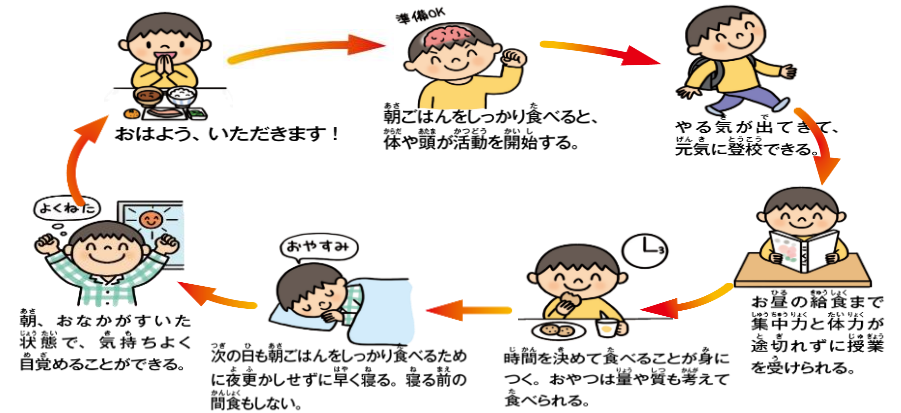 おはよう、いただきます！
準備OK
朝ごはんをしっかり食べると、
体や頭が活動を開始する。
やる気が出てきて、
元気に登校できる。
お昼の給食まで
集中力と体力が
途切れずに授業
を受けられる。
3
時間を決めて食べることが身に
つく。おやつは量や質も考えて
食べられる。
おやすみ
次の日も朝ごはんをしっかり食べるため
に夜更かしせずに早く寝る。寝る前の
間食もしない。
よくねた
朝、おなかがすいた
状態で、気持ちよく
目覚めることができる。